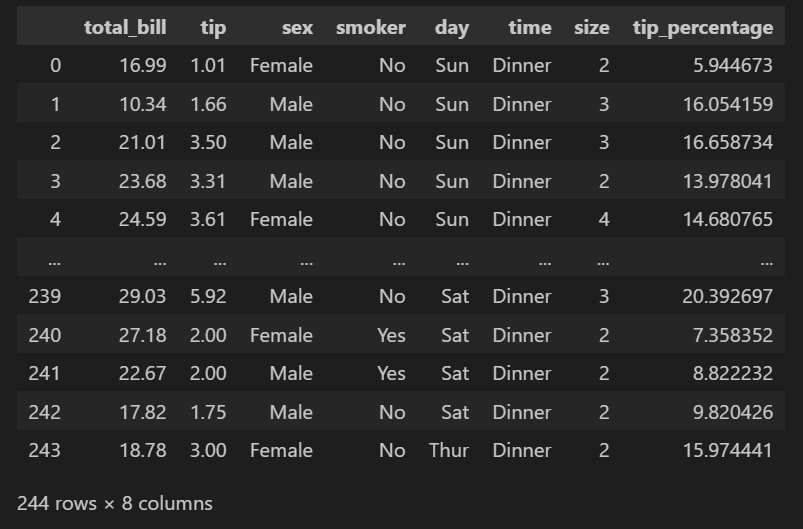 total_bill tip sex smoker day time size tip_percentage
0 16.99 1.01 Female No Sun Dinner 2 5.944673
1 10.34 1.66 Male No Sun Dinner 3 16.054159
2 21.01 3.50 Male No Sun Dinner 3 16.658734
3 23.68 3.31 Male No Sun Dinner 2 13.978041
4 24.59 3.61 Female No Sun Dinner 4 14.680765
... ... ... ... ... ... ... ... ...
239 29.03 5.92 Male No Sat Dinner 3 20.392697
240 27.18 2.00 Female Yes Sat Dinner 2 7.358352
241 22.67 2.00 Male Yes Sat Dinner 2 8.822232
242 17.82 1.75 Male No Sat Dinner 2 9.820426
243 18.78 3.00 Female No Thur Dinner 2 15.974441
244 rows × 8 columns